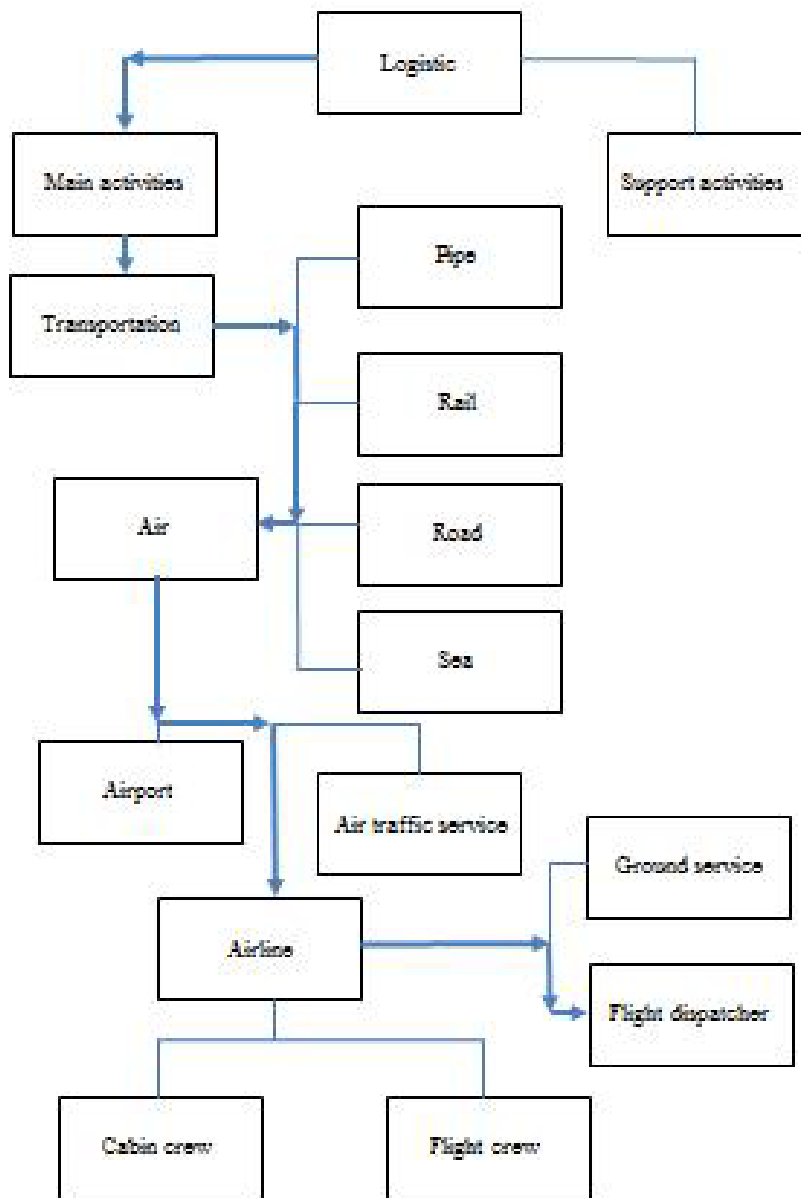 Logistic
Main activities
Support activities
Pipe
Transportation
Rail
Air
Road
Sea
Airport
Air traffic service
Ground service
Airline
Flight dispatcher
Cabin crew
Flight crew